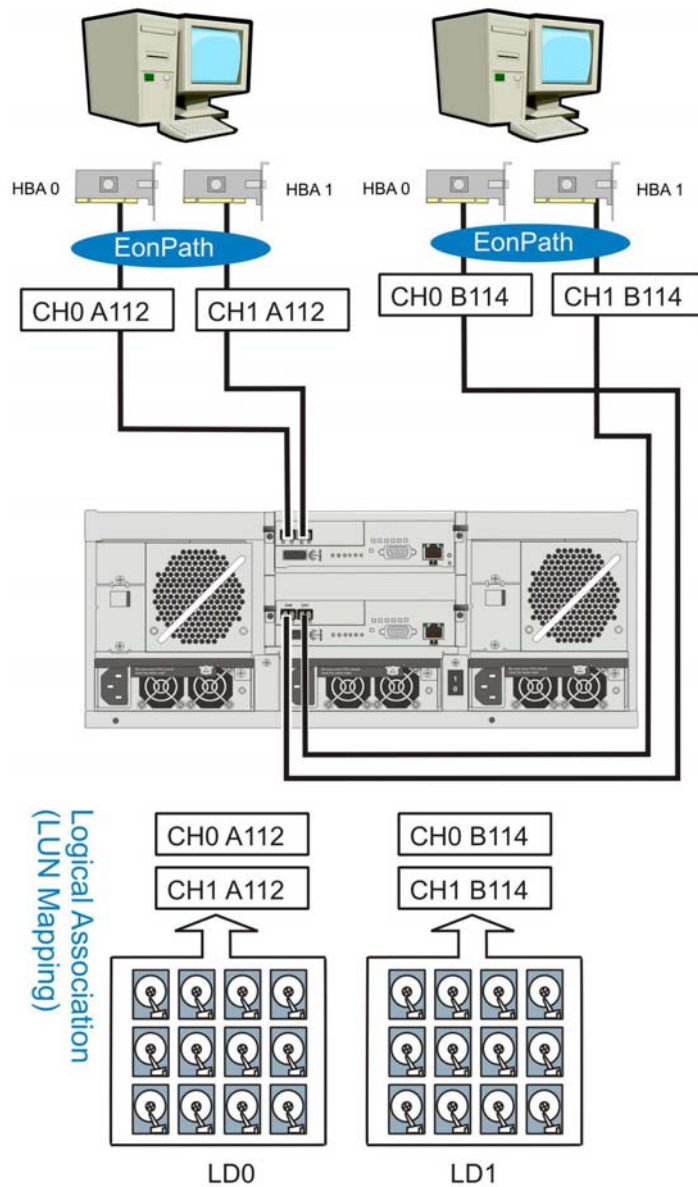 HBA 0
HBA 1
HBA 0
HBA 1
EonPath
EonPath
CH0 A112
CH1 A112
CH0 B114
CH1 B114
Logical Association
(LUN Mapping)
CH0 A112
CH1 A112
CH0 B114
CH1 B114
LD0
LD1